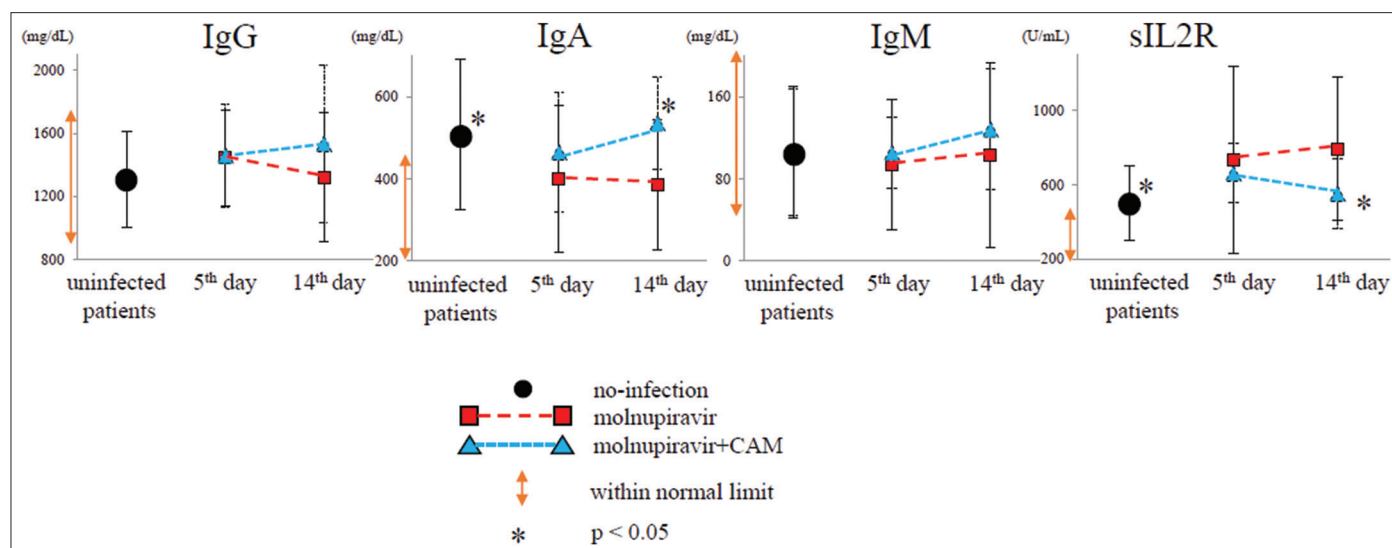 (mg/dL) IgG
2000
1600
1200
800
uninfected patients 5th day 14th day
(mg/dL) IgA
600
400
200
*
*
uninfected patients 5th day 14th day
(mg/dL) IgM
160
80
0
uninfected patients 5th day 14th day
(U/mL) sIL2R
1000
600
200
*
*
uninfected patients 5th day 14th day
no-infection
molnupiravir
molnupiravir+CAM
within normal limit
* p < 0.05